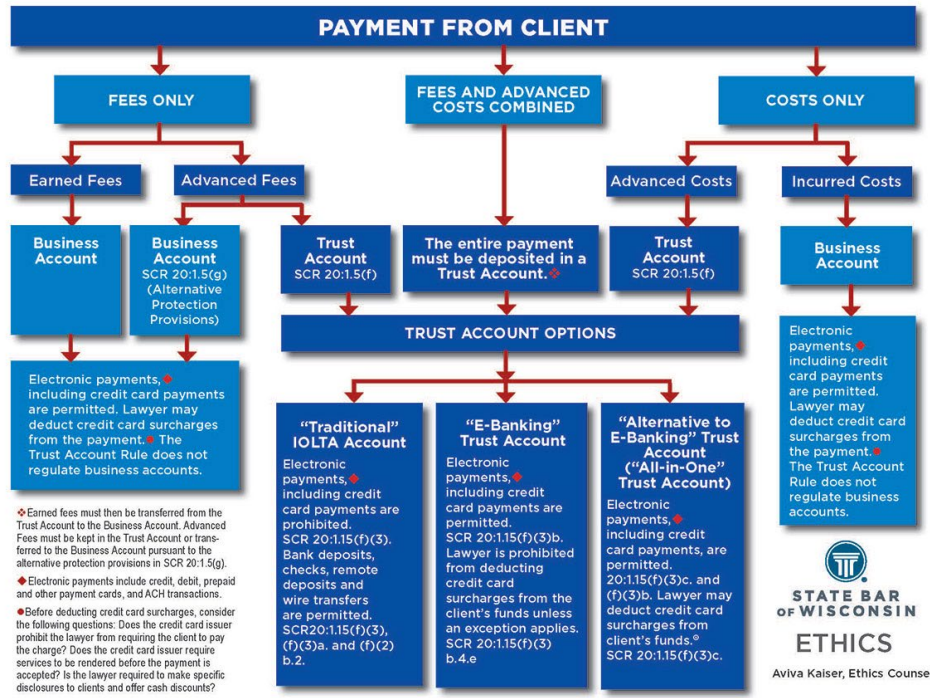 PAYMENT FROM CLIENT
FEES ONLY
FEES AND ADVANCED
COSTS COMBINED
COSTS ONLY
Earned Fees
Advanced Fees
Advanced Costs
Incurred Costs
Business
Account
Business
Account
SCR 20:1.5(g)
(Alternative
Protection
Provisions)
Trust
Account
SCR 20:1.5(f)
The entire payment
must be deposited in a
Trust Account.❖
Trust
Account
SCR 20:1.5(f)
Business
Account
TRUST ACCOUNT OPTIONS
Electronic payments,◆
including credit card payments
are permitted. Lawyer may
deduct credit card surcharges
from the payment.● The
Trust Account Rule does not
regulate business accounts.
"Traditional"
IOLTA Account
Electronic
payments,◆
including credit
card payments are
prohibited.
SCR 20:1.15(f)(3).
Bank deposits,
checks, remote
deposits and
wire transfers
are permitted.
SCR20:1.15(f)(3),
(f)(3)a. and (f)(2)
b.2.
"E-Banking"
Trust Account
Electronic
payments,◆
including credit
card payments are
permitted.
SCR 20:1.15(f)(3)b.
Lawyer is prohibited
from deducting
credit card
surcharges from the
client's funds unless
an exception applies.
SCR 20:1.15(f)(3)
b.4.e
"Alternative to
E-Banking" Trust
Account
("All-in-One"
Trust Account)
Electronic
payments,◆
including credit
card payments, are
permitted.
20:1.15(f)(3)c. and
(f)(3)b. Lawyer may
deduct credit card
surcharges from
client's funds.
SCR 20:1.15(f)(3)c.
Electronic
payments,◆
including credit
card payments
are permitted.
Lawyer may
deduct credit card
surcharges from
the payment.●
The Trust Account
Rule does not
regulate business
accounts.
❖Earned fees must then be transferred from the
Trust Account to the Business Account. Advanced
Fees must be kept in the Trust Account or trans-
ferred to the Business Account pursuant to the
alternative protection provisions in SCR 20:1.5(g).
◆Electronic payments include credit, debit, prepaid
and other payment cards, and ACH transactions.
●Before deducting credit card surcharges, consider
the following questions: Does the credit card issuer
prohibit the lawyer from requiring the client to pay
the charge? Does the credit card issuer require
services to be rendered before the payment is
accepted? Is the lawyer required to make specific
disclosures to clients and offer cash discounts?
STATE BAR
OF WISCONSIN
ETHICS
Aviva Kaiser, Ethics Counse